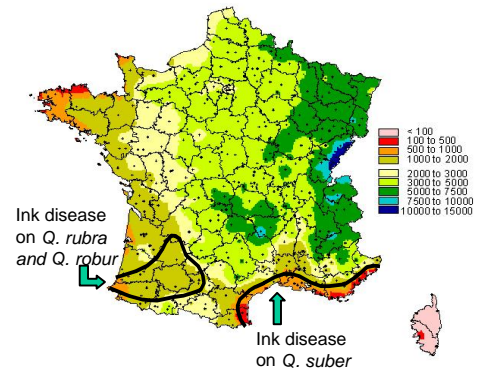 < 100
100 to 500
500 to 1000
1000 to 2000
2000 to 3000
3000 to 5000
5000 to 7500
7500 to 10000
10000 to 15000
Ink disease
on Q. rubra
and Q. robur
Ink disease
on Q. suber